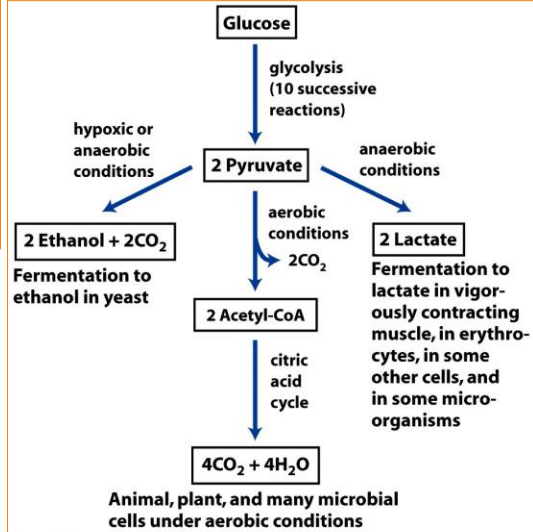 Glucose
glycolysis
(10 successive
reactions)
hypoxic or
anaerobic
conditions
2 Pyruvate
anaerobic
conditions
2 Ethanol + 2CO₂
Fermentation to
ethanol in yeast
aerobic
conditions
2CO₂
2 Lactate
Fermentation to
lactate in vigor-
ously contracting
muscle, in erythro-
cytes, in some
other cells, and
in some micro-
organisms
2 Acetyl-CoA
citric
acid
cycle
4CO₂ + 4H₂O
Animal, plant, and many microbial
cells under aerobic conditions